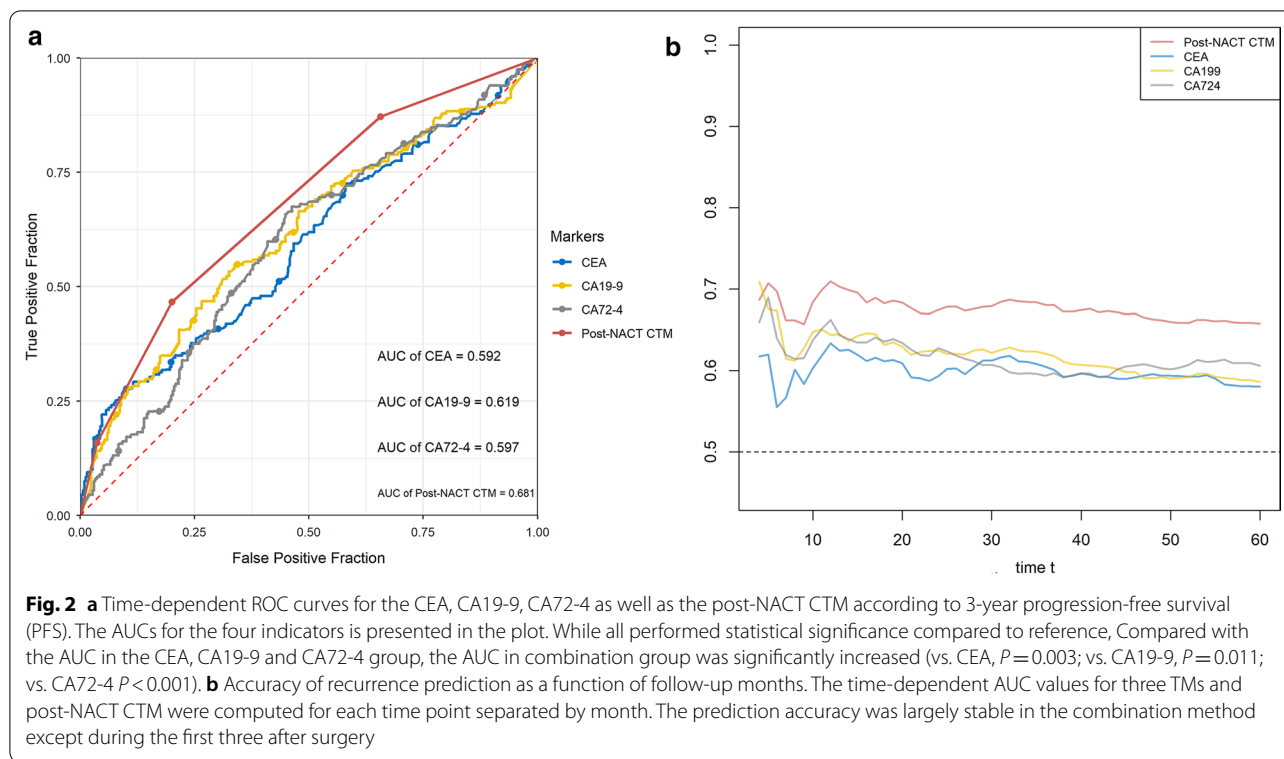 a
1.00
0.75
0.50
0.25
0.00
True Positive Fraction
0.00 0.25 0.50 0.75 1.00
False Positive Fraction
AUC of CEA = 0.592
AUC of CA19-9 = 0.619
AUC of CA72-4 = 0.597
AUC of Post-NACT CTM = 0.681
Markers
CEA
CA19-9
CA72-4
Post-NACT CTM
b
1.0
0.9
0.8
0.7
0.6
0.5
10 20 30 40 50 60
time t
Post-NACT CTM
CEA
CA199
CA724
Fig. 2 a Time-dependent ROC curves for the CEA, CA19-9, CA72-4 as well as the post-NACT CTM according to 3-year progression-free survival
(PFS). The AUCs for the four indicators is presented in the plot. While all performed statistical significance compared to reference, Compared with
the AUC in the CEA, CA19-9 and CA72-4 group, the AUC in combination group was significantly increased (vs. CEA, P = 0.003; vs. CA19-9, P = 0.011;
vs. CA72-4 P < 0.001). b Accuracy of recurrence prediction as a function of follow-up months. The time-dependent AUC values for three TMs and
post-NACT CTM were computed for each time point separated by month. The prediction accuracy was largely stable in the combination method
except during the first three after surgery